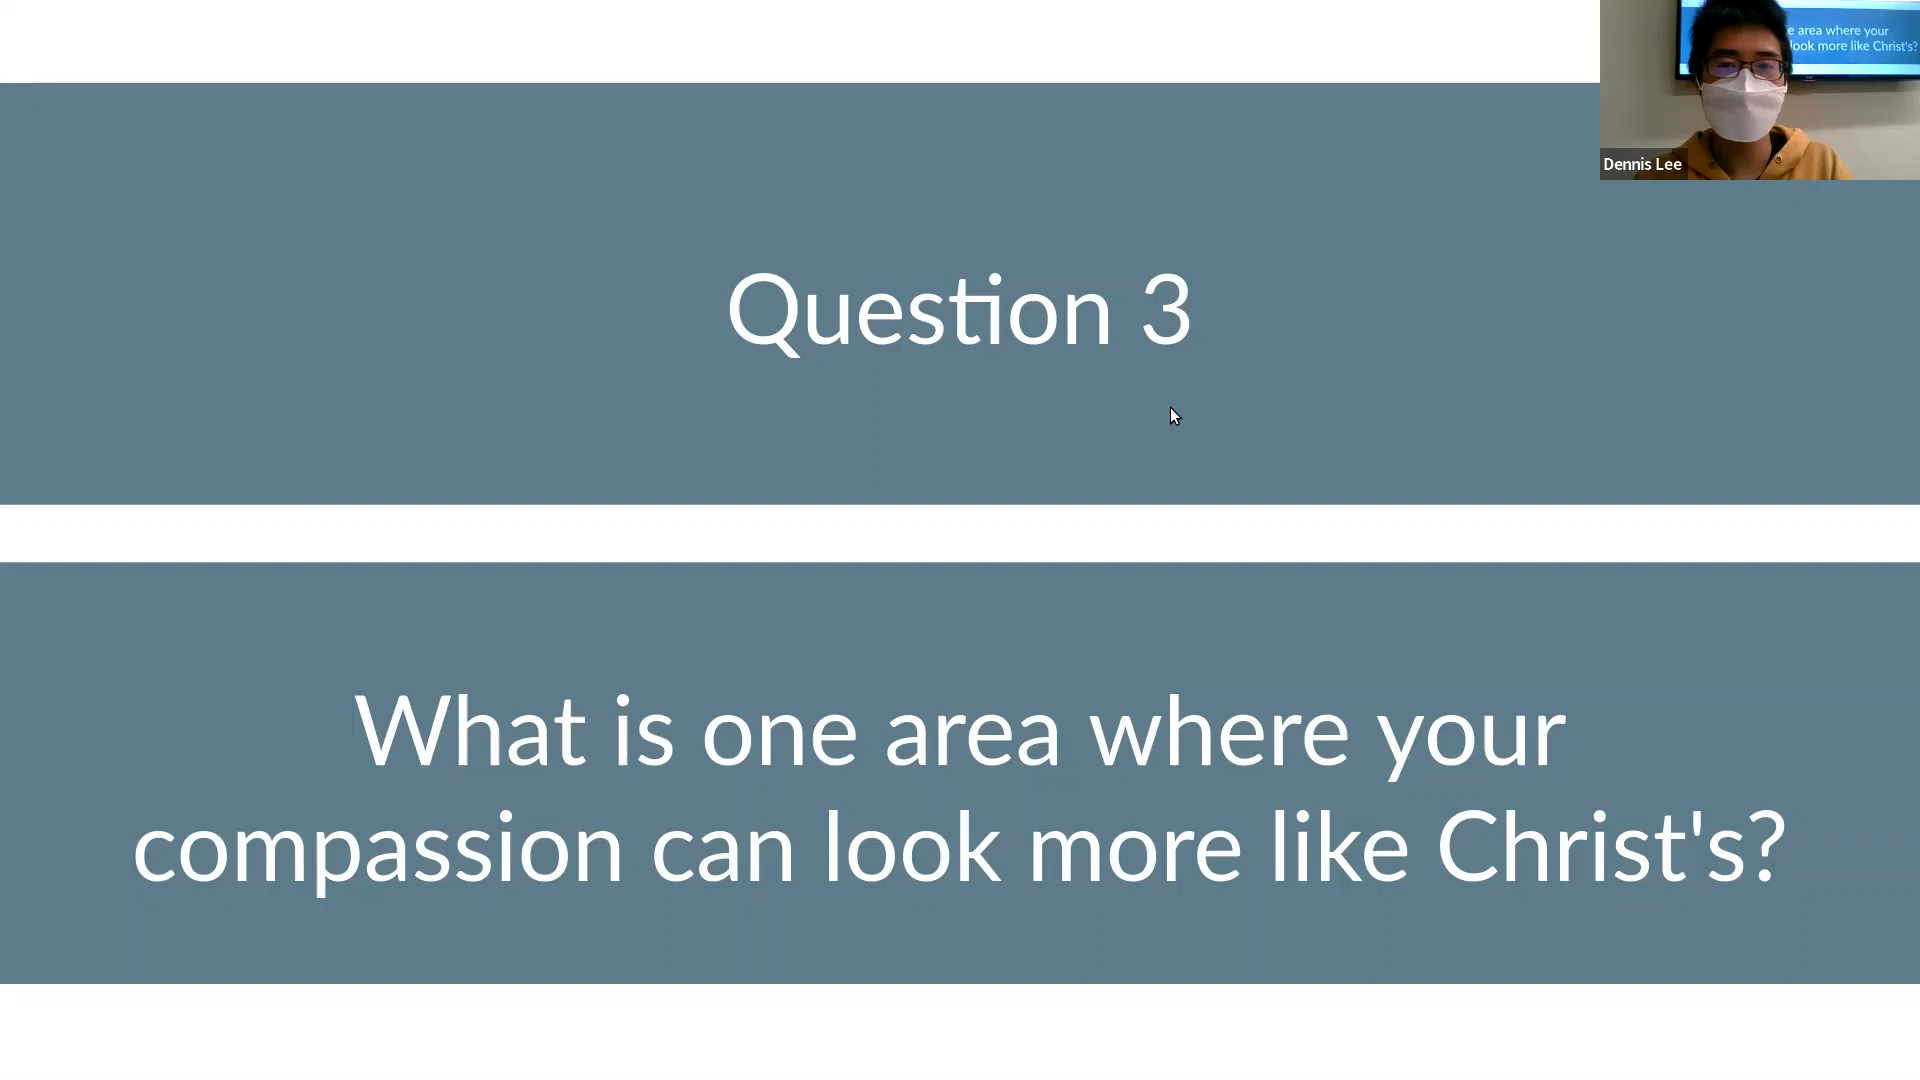 e area where your
look more like Christ's?
Dennis Lee
Question 3
What is one area where your
compassion can look more like Christ's?